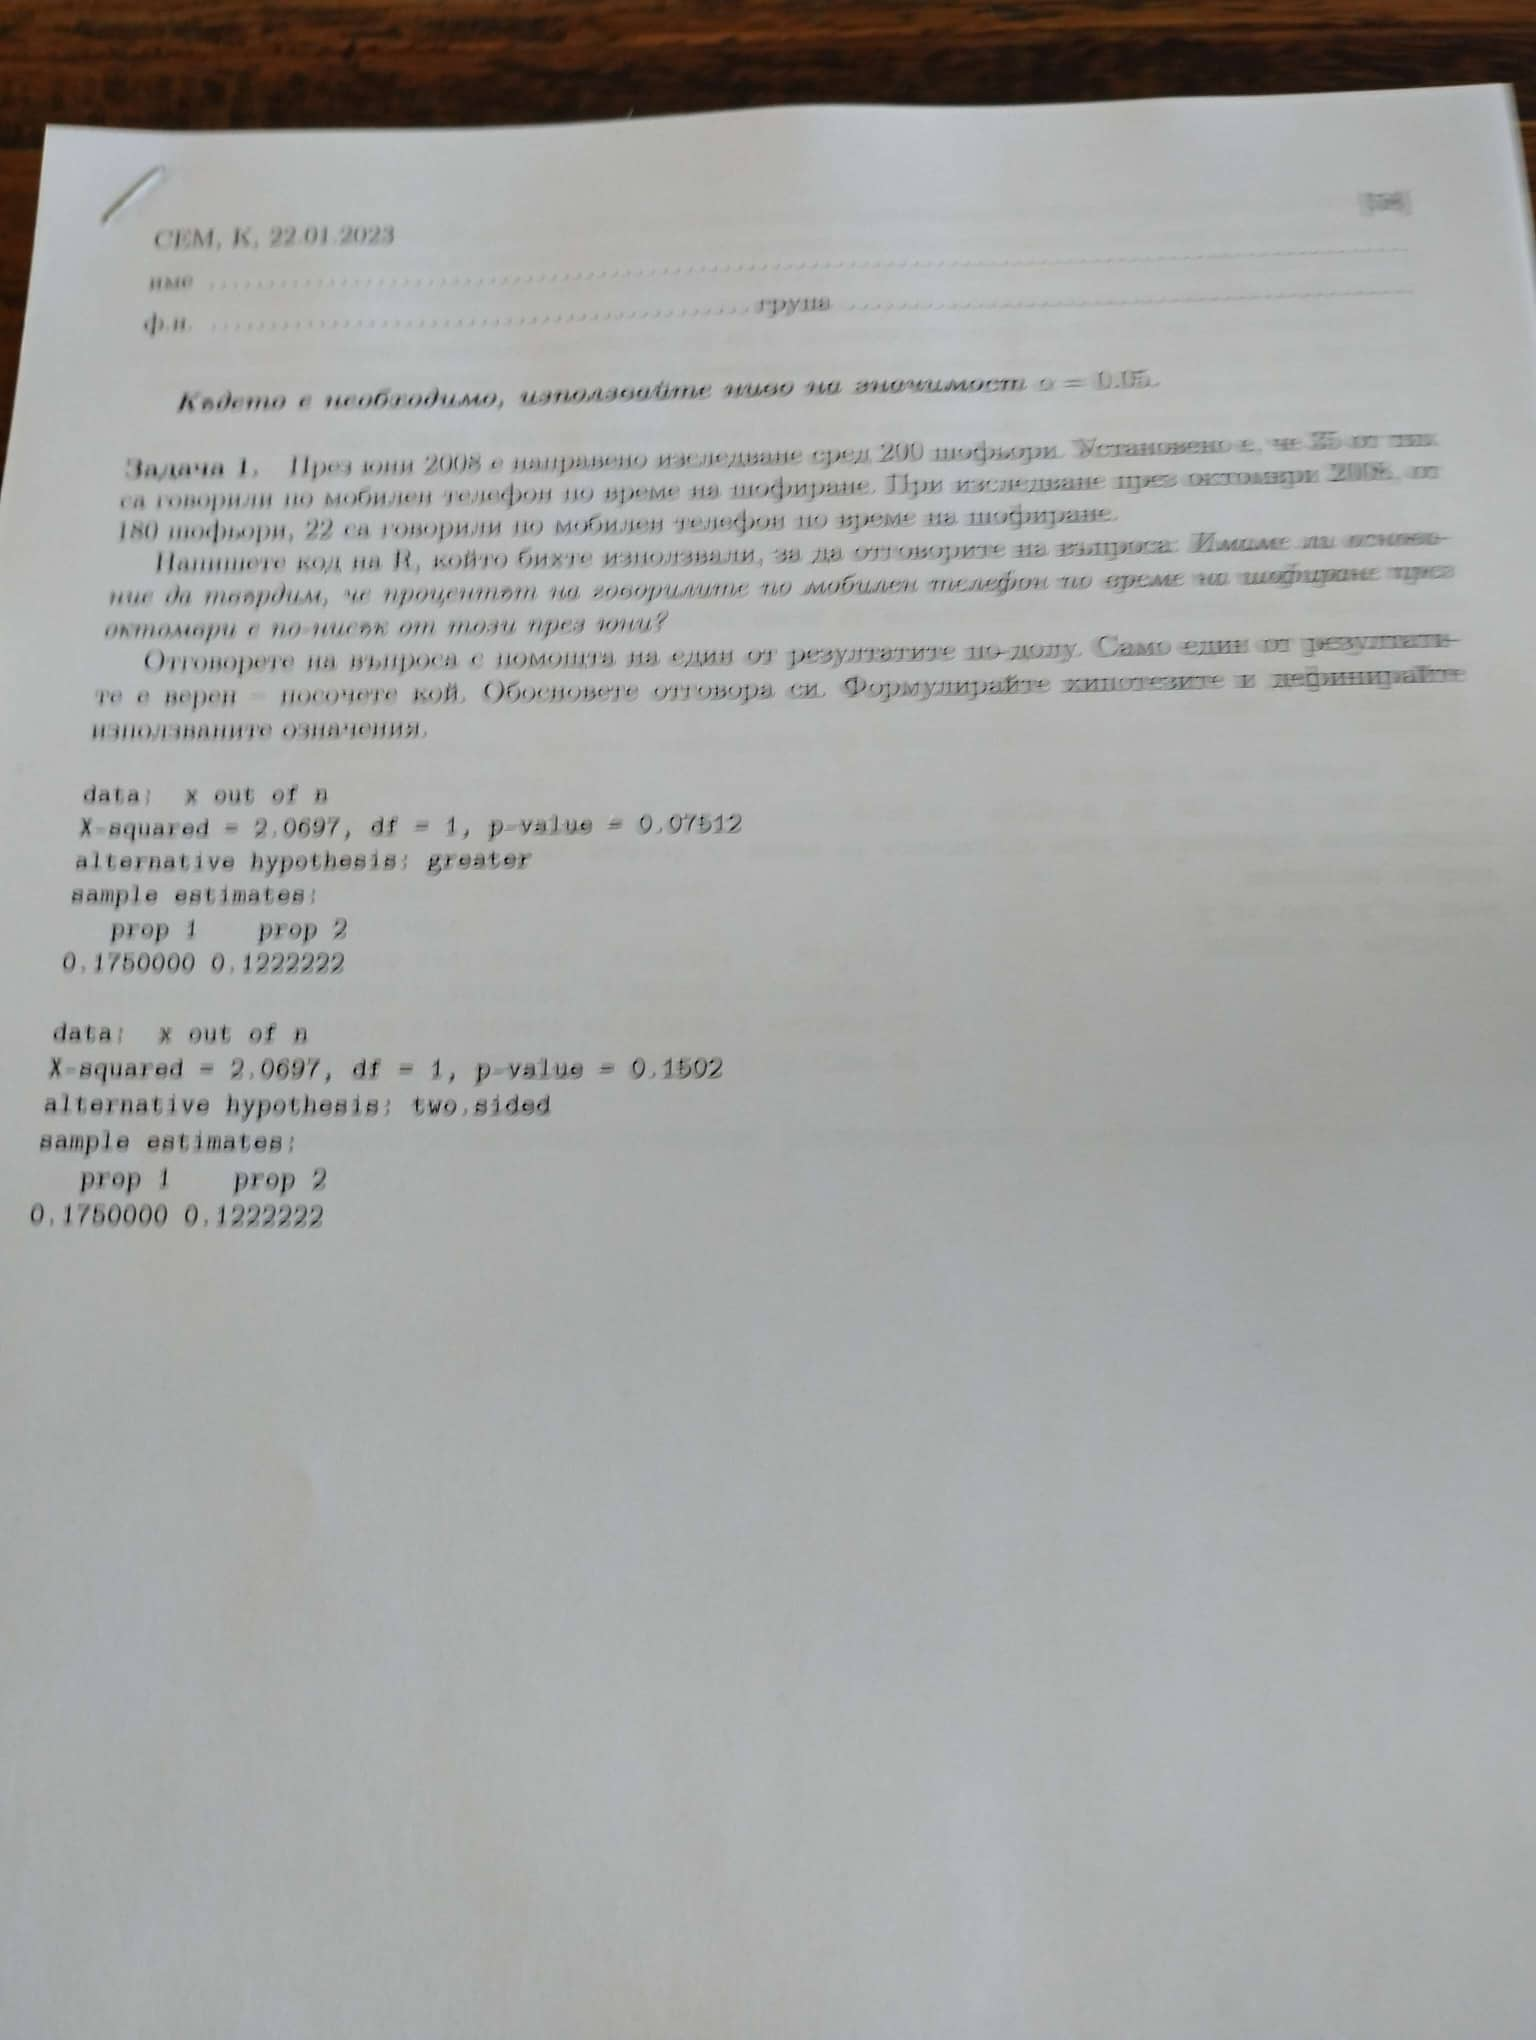 СЕМ, К, 22.01.2023
име ........................................................................
ф.н. ........................................ група ........................................
Където е необходимо, използвайте ниво на значимост α = 0.05.
Задача 1. През юни 2008 е направено изследване сред 200 шофьори. Установено е, че 35 от тях
са говорили по мобилен телефон по време на шофиране. При изследване през октомври 2008, от
180 шофьори, 22 са говорили по мобилен телефон по време на шофиране.
Напишете код на R, който бихте използвали, за да отговорите на въпроса: Имаме ли основа-
ние да твърдим, че процентът на говорилите по мобилен телефон по време на шофиране през
октомври е по-нисък от този през юни?
Отговорете на въпроса с помощта на един от резултатите по-долу. Само един от резултати-
те е верен – посочете кой. Обосновете отговора си. Формулирайте хипотезите и дефинирайте
използваните означения.
data: x out of n
X-squared = 2.0697, df = 1, p-value = 0.07512
alternative hypothesis: greater
sample estimates:
prop 1 prop 2
0.1750000 0.1222222
data: x out of n
X-squared = 2.0697, df = 1, p-value = 0.1502
alternative hypothesis: two.sided
sample estimates:
prop 1 prop 2
0.1750000 0.1222222